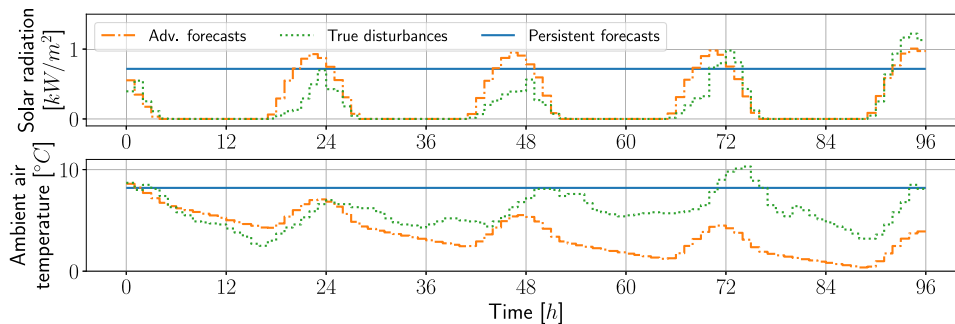 Solar radiation
[kW/m²]
Adv. forecasts
True disturbances
Persistent forecasts
1
0
0 12 24 36 48 60 72 84 96
Ambient air
temperature [°C]
10
0
0 12 24 36 48 60 72 84 96
Time [h]